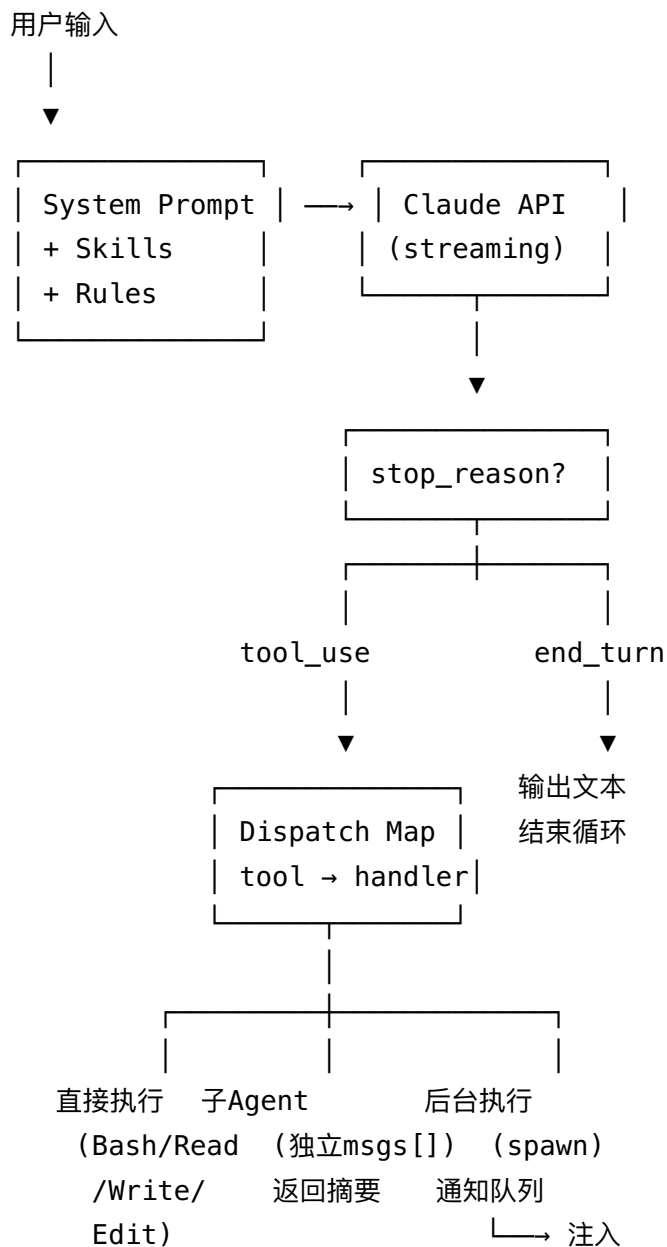 用户输入
System Prompt → Claude API
+ Skills (streaming)
+ Rules
stop_reason?
tool_use end_turn
输出文本
Dispatch Map 结束循环
tool → handler
直接执行 子Agent 后台执行
(Bash/Read (独立msgs[]) (spawn)
/Write/ 返回摘要 通知队列
Edit) → 注入